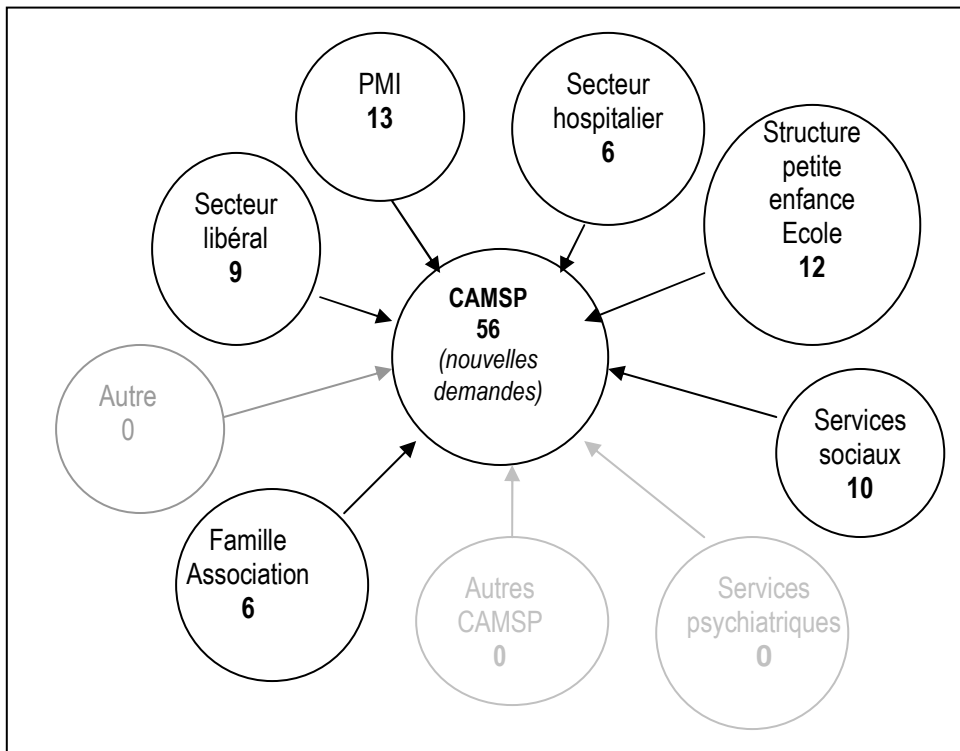 PMI
13
Secteur
hospitalier
6
Structure
petite
enfance
Ecole
12
Secteur
libéral
9
CAMSP
56
(nouvelles
demandes)
Autre
0
Services
sociaux
10
Famille
Association
6
Autres
CAMSP
0
Services
psychiatriques
0